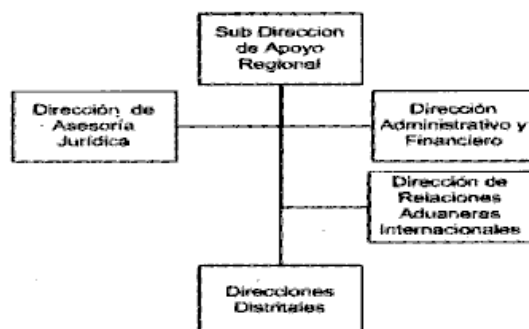 Sub Direccion
de Apoyo
Regional
Dirección de
Asesoría
Jurídica
Dirección
Administrativo y
Financiero
Dirección de
Relaciones
Aduaneras
Internacionales
Direcciones
Distritales